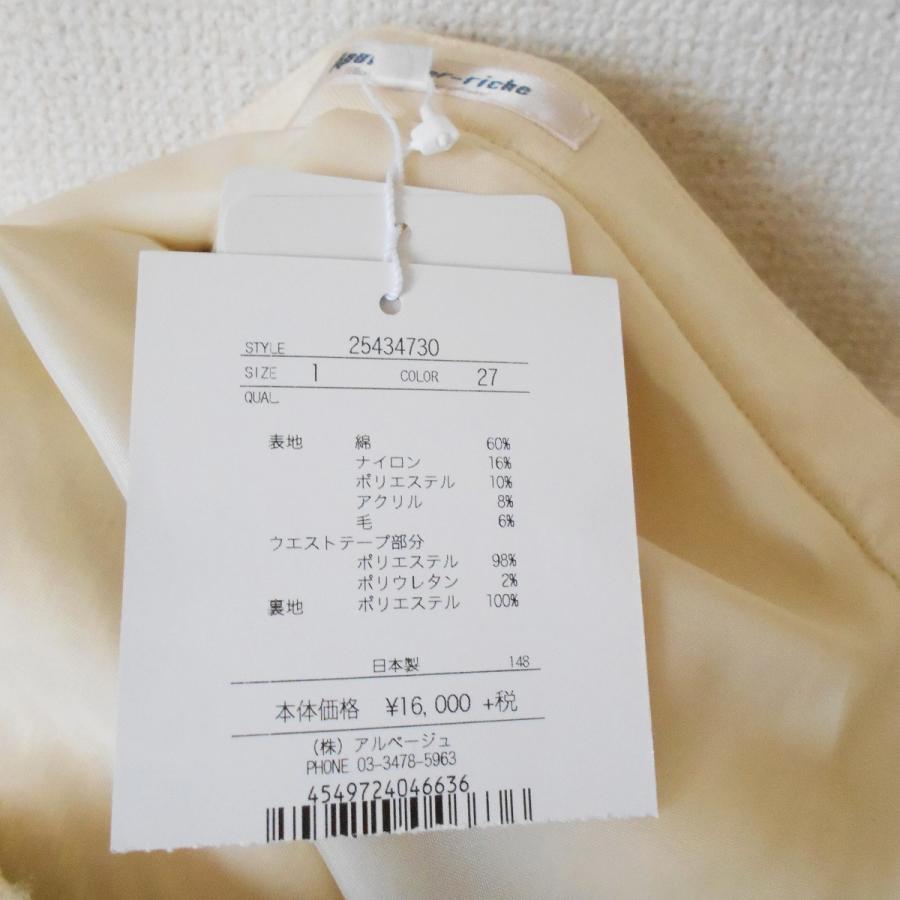 er-riche
STYLE 25434730
SIZE 1 COLOR 27
QUAL
表地 綿 60%
ナイロン 16%
ポリエステル 10%
アクリル 8%
毛 6%
ウエストテープ部分
ポリエステル 98%
ポリウレタン 2%
裏地 ポリエステル 100%
日本製 148
本体価格 ¥16,000 +税
(株) アルページュ
PHONE 03-3478-5963
4549724046636